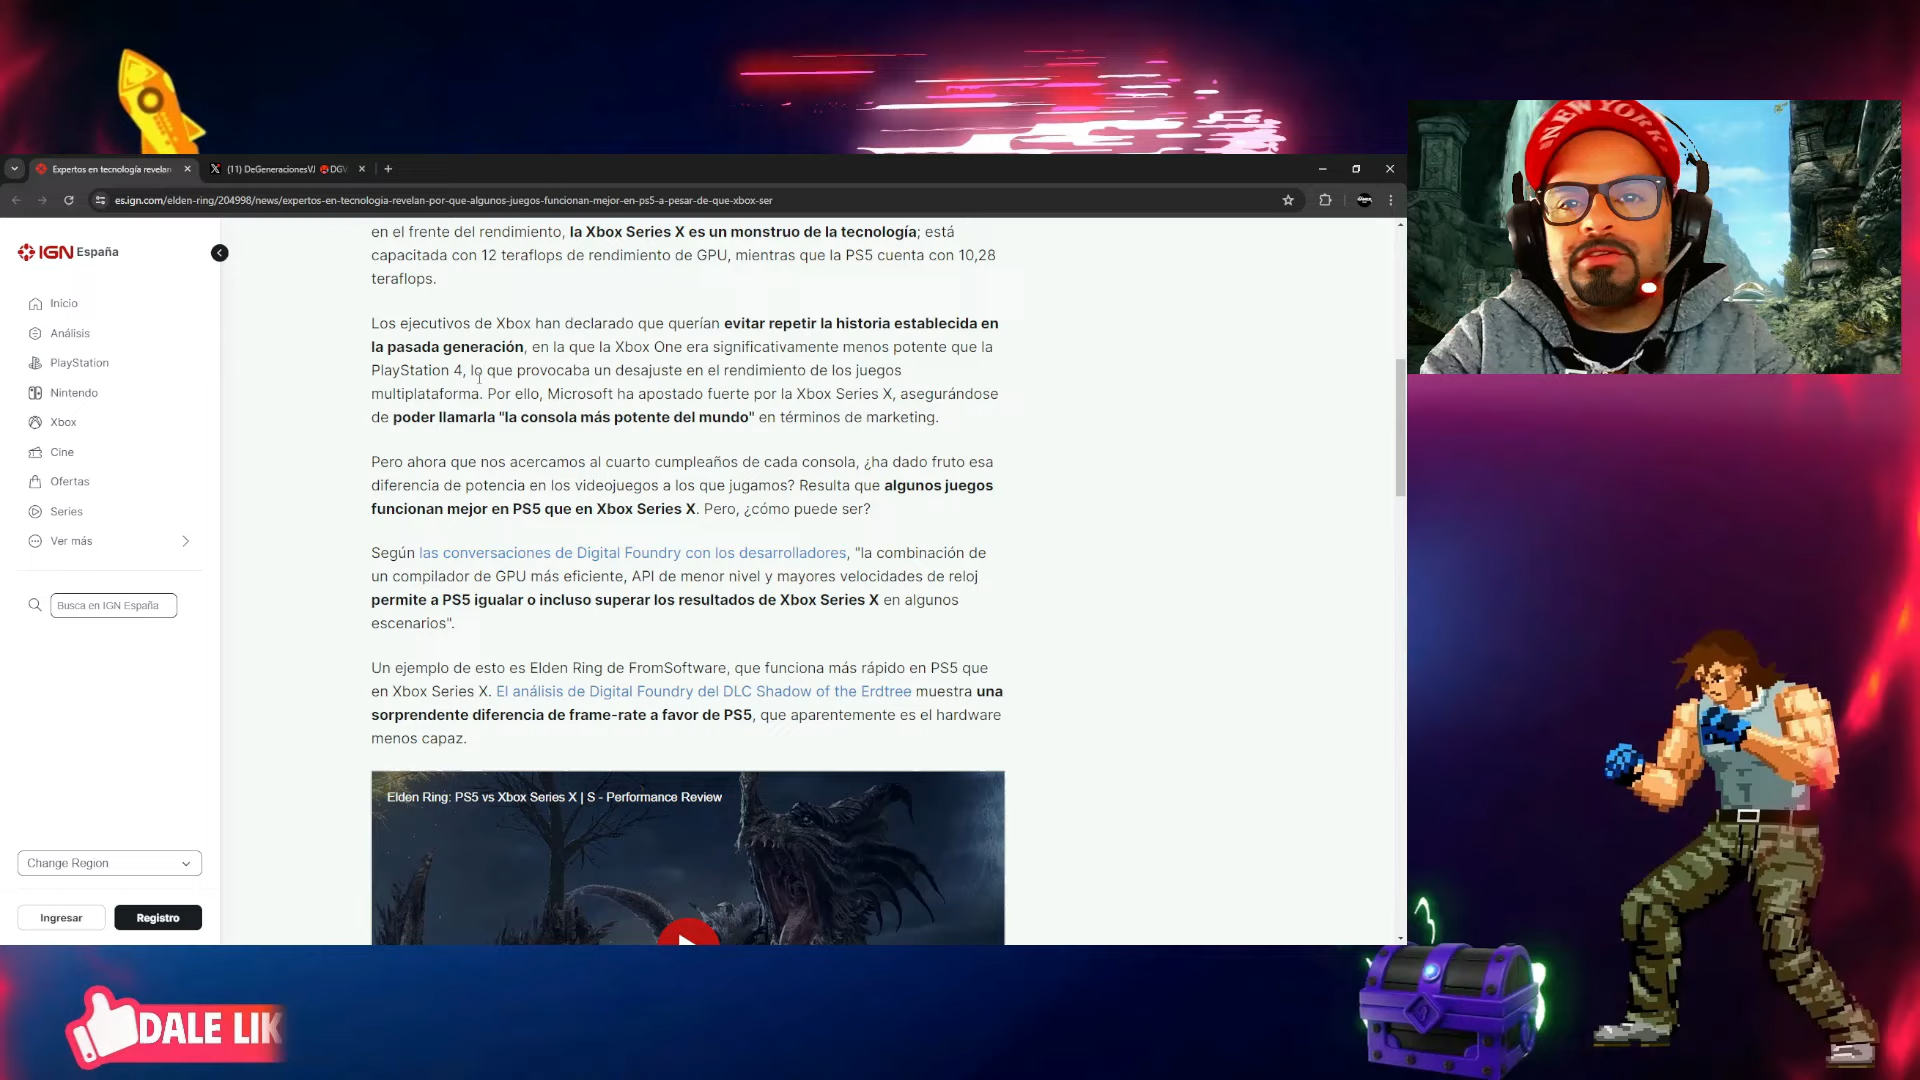 Expertos en tecnología revelan
(11) DeGeneracionesVJ
DGV
es.ign.com/elden-ring/204998/news/expertos-en-tecnologia-revelan-por-que-algunos-juegos-funcionan-mejor-en-ps5-a-pesar-de-que-xbox-ser
NEW YORK
IGN España
Inicio
Análisis
PlayStation
Nintendo
Xbox
Cine
Ofertas
Series
Ver más
Busca en IGN España
Change Region
Ingresar
Registro
en el frente del rendimiento, la Xbox Series X es un monstruo de la tecnología; está
capacitada con 12 teraflops de rendimiento de GPU, mientras que la PS5 cuenta con 10,28
teraflops.
Los ejecutivos de Xbox han declarado que querían evitar repetir la historia establecida en
la pasada generación, en la que la Xbox One era significativamente menos potente que la
PlayStation 4, lo que provocaba un desajuste en el rendimiento de los juegos
multiplataforma. Por ello, Microsoft ha apostado fuerte por la Xbox Series X, asegurándose
de poder llamarla "la consola más potente del mundo" en términos de marketing.
Pero ahora que nos acercamos al cuarto cumpleaños de cada consola, ¿ha dado fruto esa
diferencia de potencia en los videojuegos a los que jugamos? Resulta que algunos juegos
funcionan mejor en PS5 que en Xbox Series X. Pero, ¿cómo puede ser?
Según las conversaciones de Digital Foundry con los desarrolladores, "la combinación de
un compilador de GPU más eficiente, API de menor nivel y mayores velocidades de reloj
permite a PS5 igualar o incluso superar los resultados de Xbox Series X en algunos
escenarios".
Un ejemplo de esto es Elden Ring de FromSoftware, que funciona más rápido en PS5 que
en Xbox Series X. El análisis de Digital Foundry del DLC Shadow of the Erdtree muestra una
sorprendente diferencia de frame-rate a favor de PS5, que aparentemente es el hardware
menos capaz.
Elden Ring: PS5 vs Xbox Series X | S - Performance Review
DALE LIK